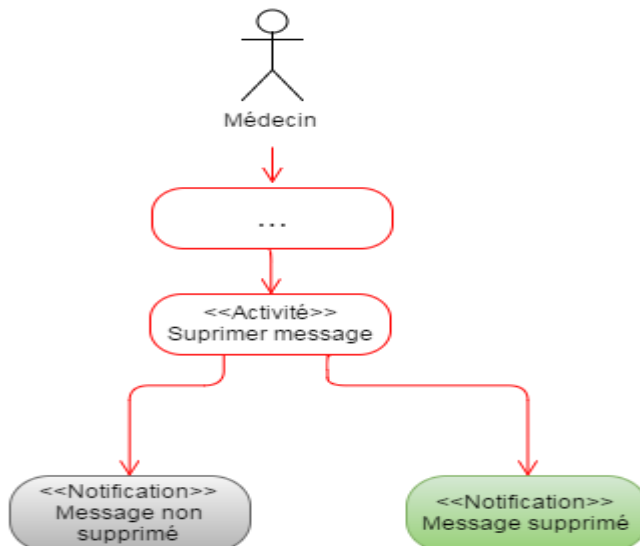 Médecin
...
<<Activité>>
Suprimer message
<<Notification>>
Message non
supprimé
<<Notification>>
Message supprimé